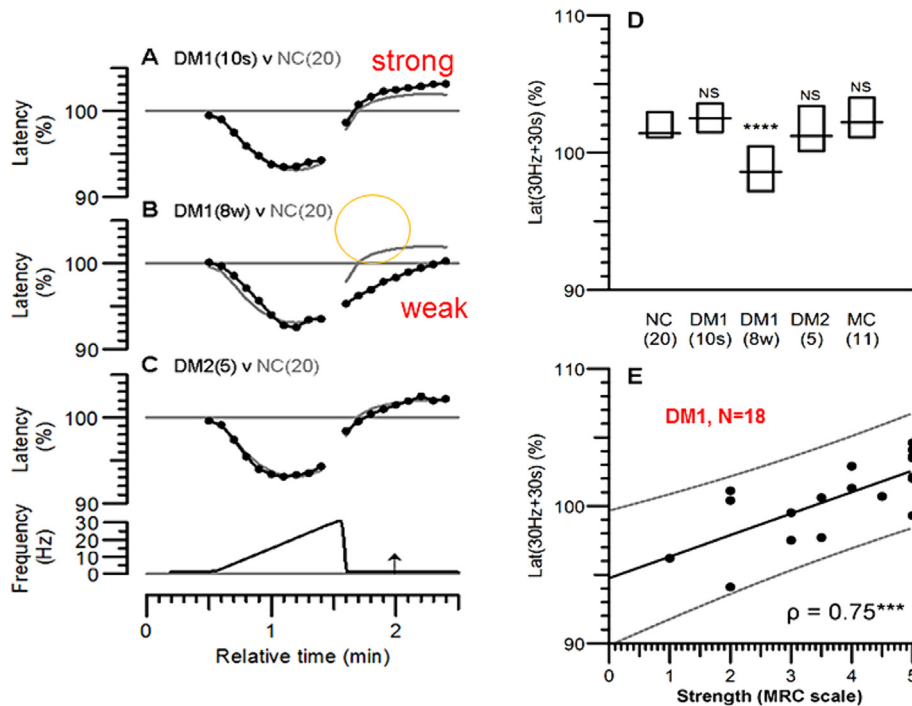 A DM1(10s) v NC(20)
strong
Latency
(%)
100
90
B DM1(8w) v NC(20)
Latency
(%)
100
90
weak
C DM2(5) v NC(20)
Latency
(%)
100
90
Frequency
(Hz)
30
20
10
0
0 1 2
Relative time (min)
D
Lat(30Hz+30s) (%)
110
100
90
NS
****
NS
NS
NC DM1 DM1 DM2 MC
(20) (10s) (8w) (5) (11)
E
DM1, N=18
Lat(30Hz+30s) (%)
110
100
90
ρ = 0.75***
0 1 2 3 4 5
Strength (MRC scale)